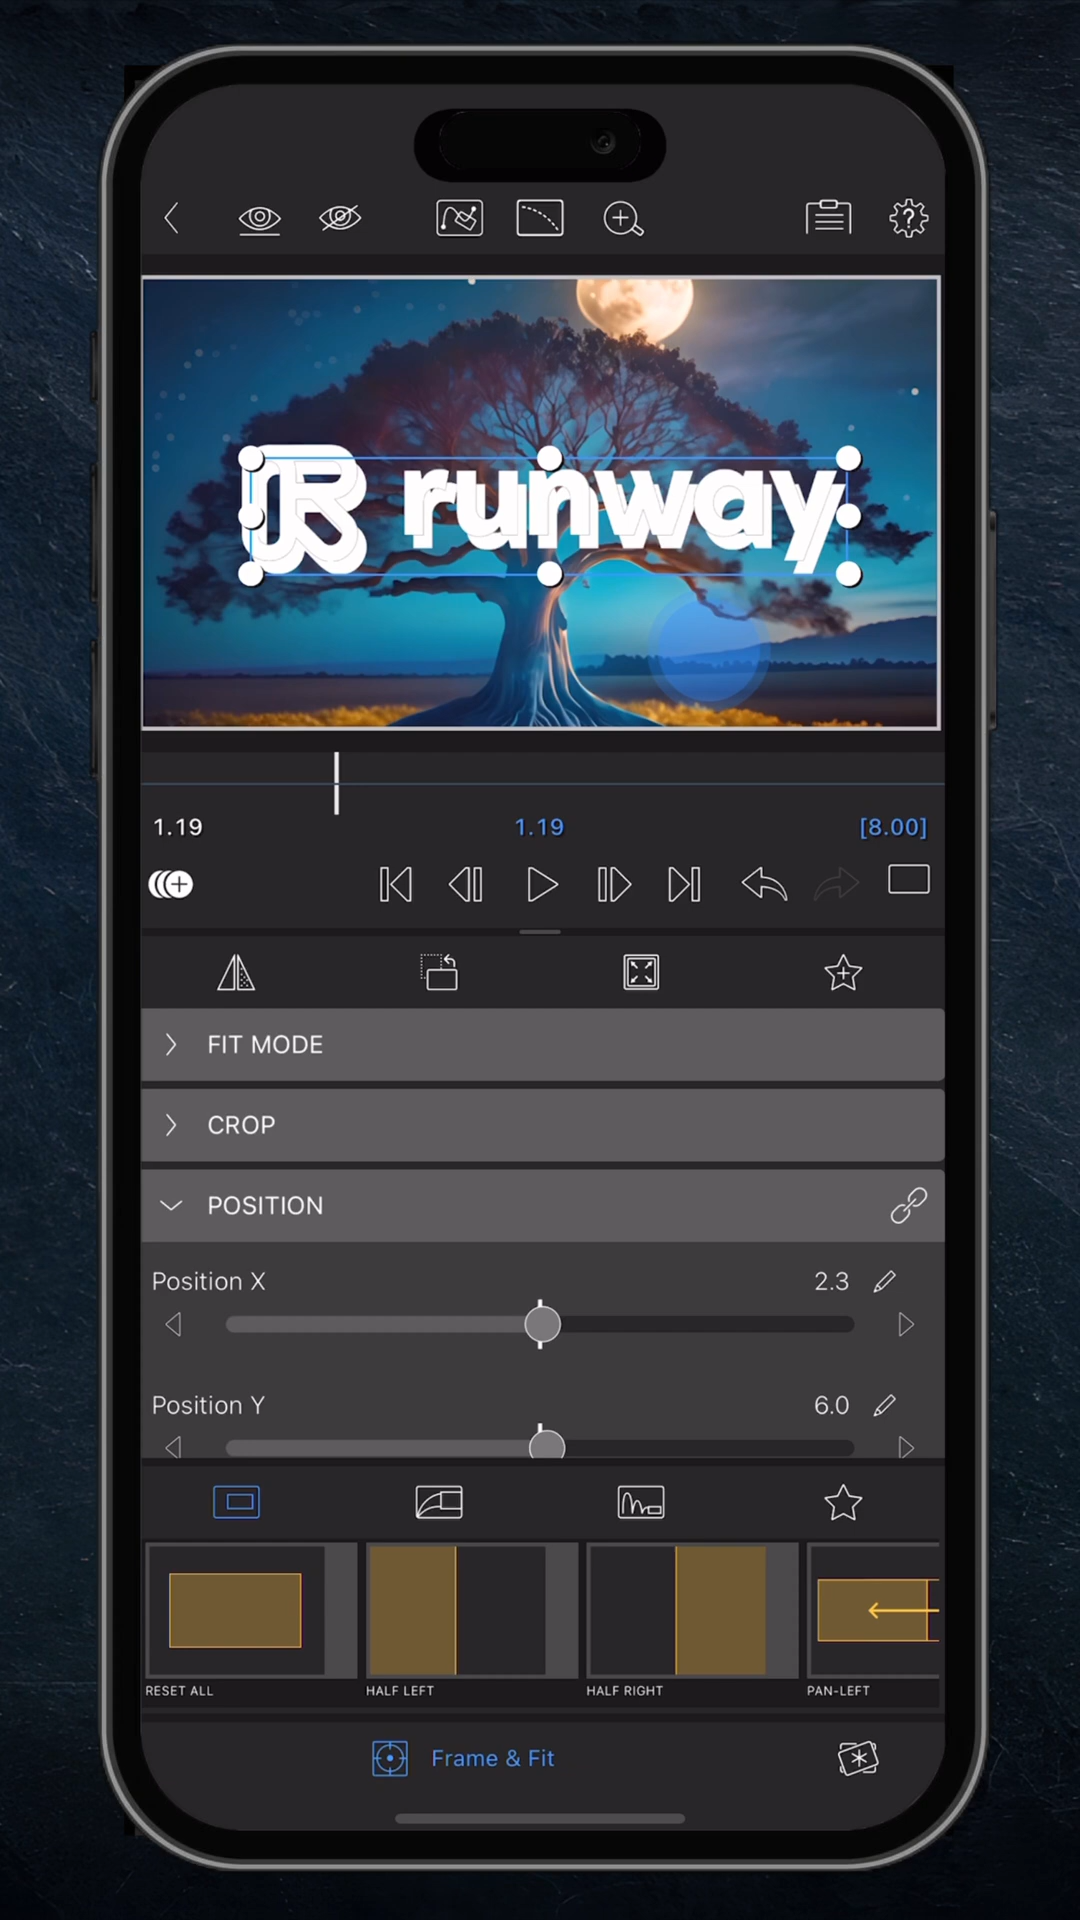 runway
1.19
1.19
[8.00]
FIT MODE
CROP
POSITION
Position X
2.3
Position Y
6.0
RESET ALL
HALF LEFT
HALF RIGHT
PAN-LEFT
Frame & Fit